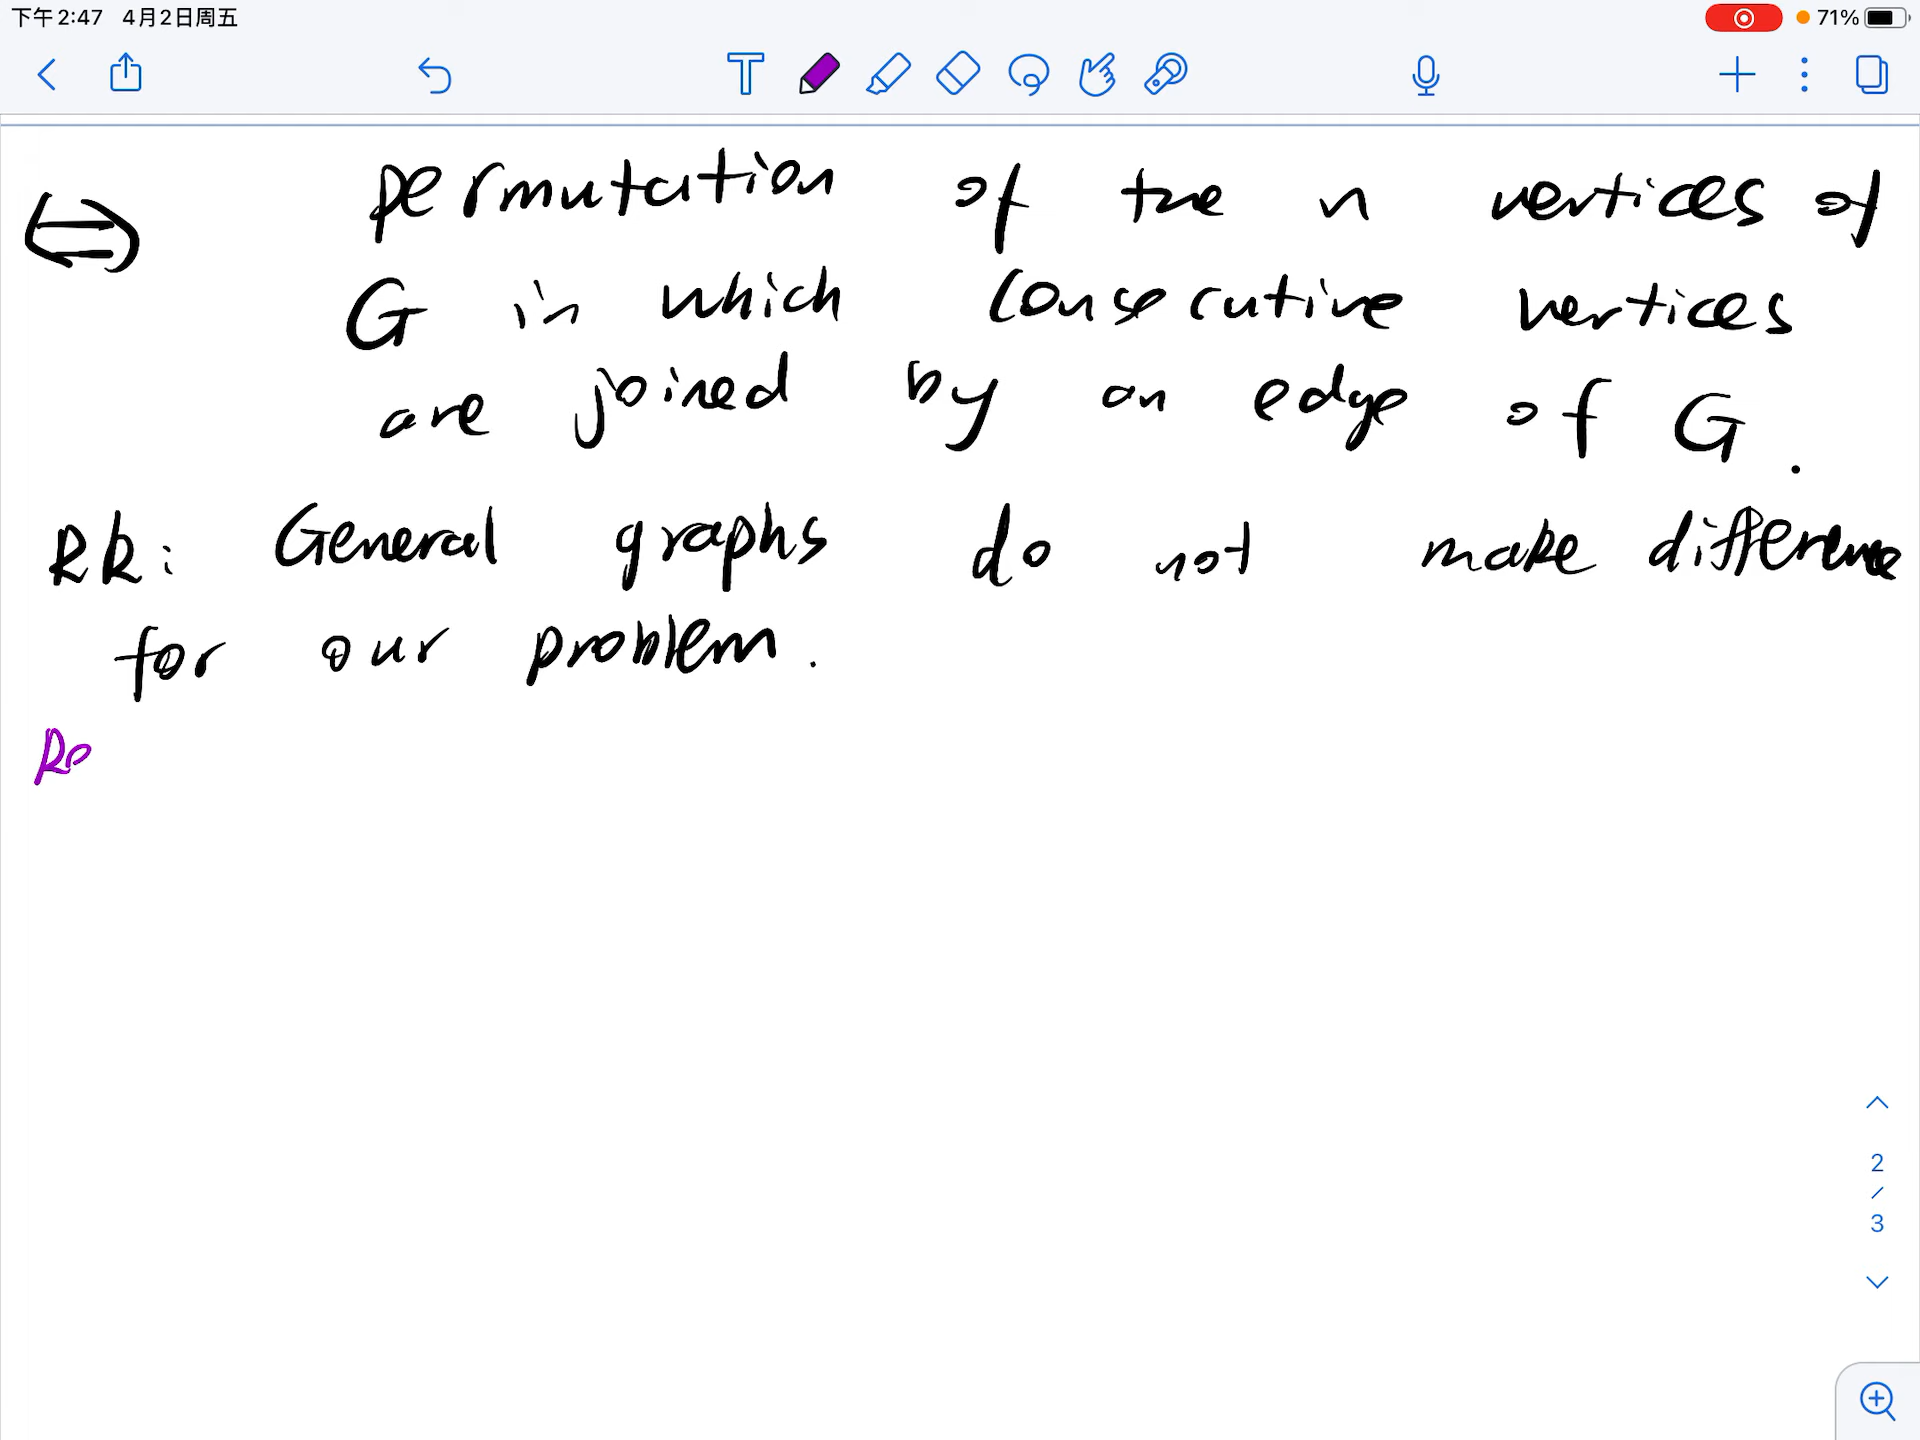 下午2:47 4月2日周五
71%
⇔ permutation of the n vertices of
G in which consecutive vertices
are joined by an edge of G.
Rk: General graphs do not make difference
for our problem.
Re
2
/
3